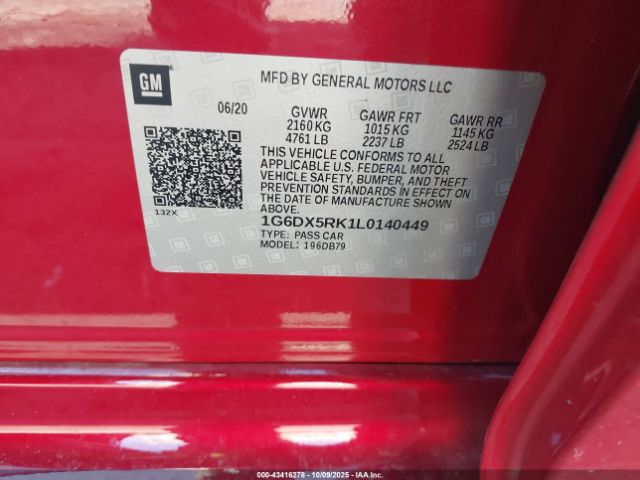 GM
MFD BY GENERAL MOTORS LLC
06/20
GVWR GAWR FRT GAWR RR
2160 KG 1015 KG 1145 KG
4761 LB 2237 LB 2524 LB
THIS VEHICLE CONFORMS TO ALL
APPLICABLE U.S. FEDERAL MOTOR
VEHICLE SAFETY, BUMPER, AND THEFT
PREVENTION STANDARDS IN EFFECT ON
THE DATE OF MANUFACTURE SHOWN
ABOVE.
132X
1G6DX5RK1L0140449
TYPE: PASS CAR
MODEL: 196DB79
000-43416278 - 10/09/2025 - IAAI.COM